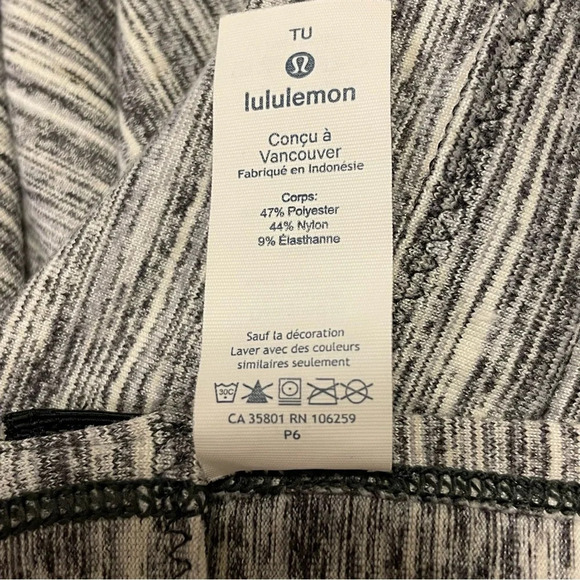 TU
lululemon
Conçu à
Vancouver
Fabriqué en Indonésie
Corps:
47% Polyester
44% Nylon
9% Élasthanne
Sauf la décoration
Laver avec des couleurs
similaires seulement
30C
CA 35801 RN 106259
P6